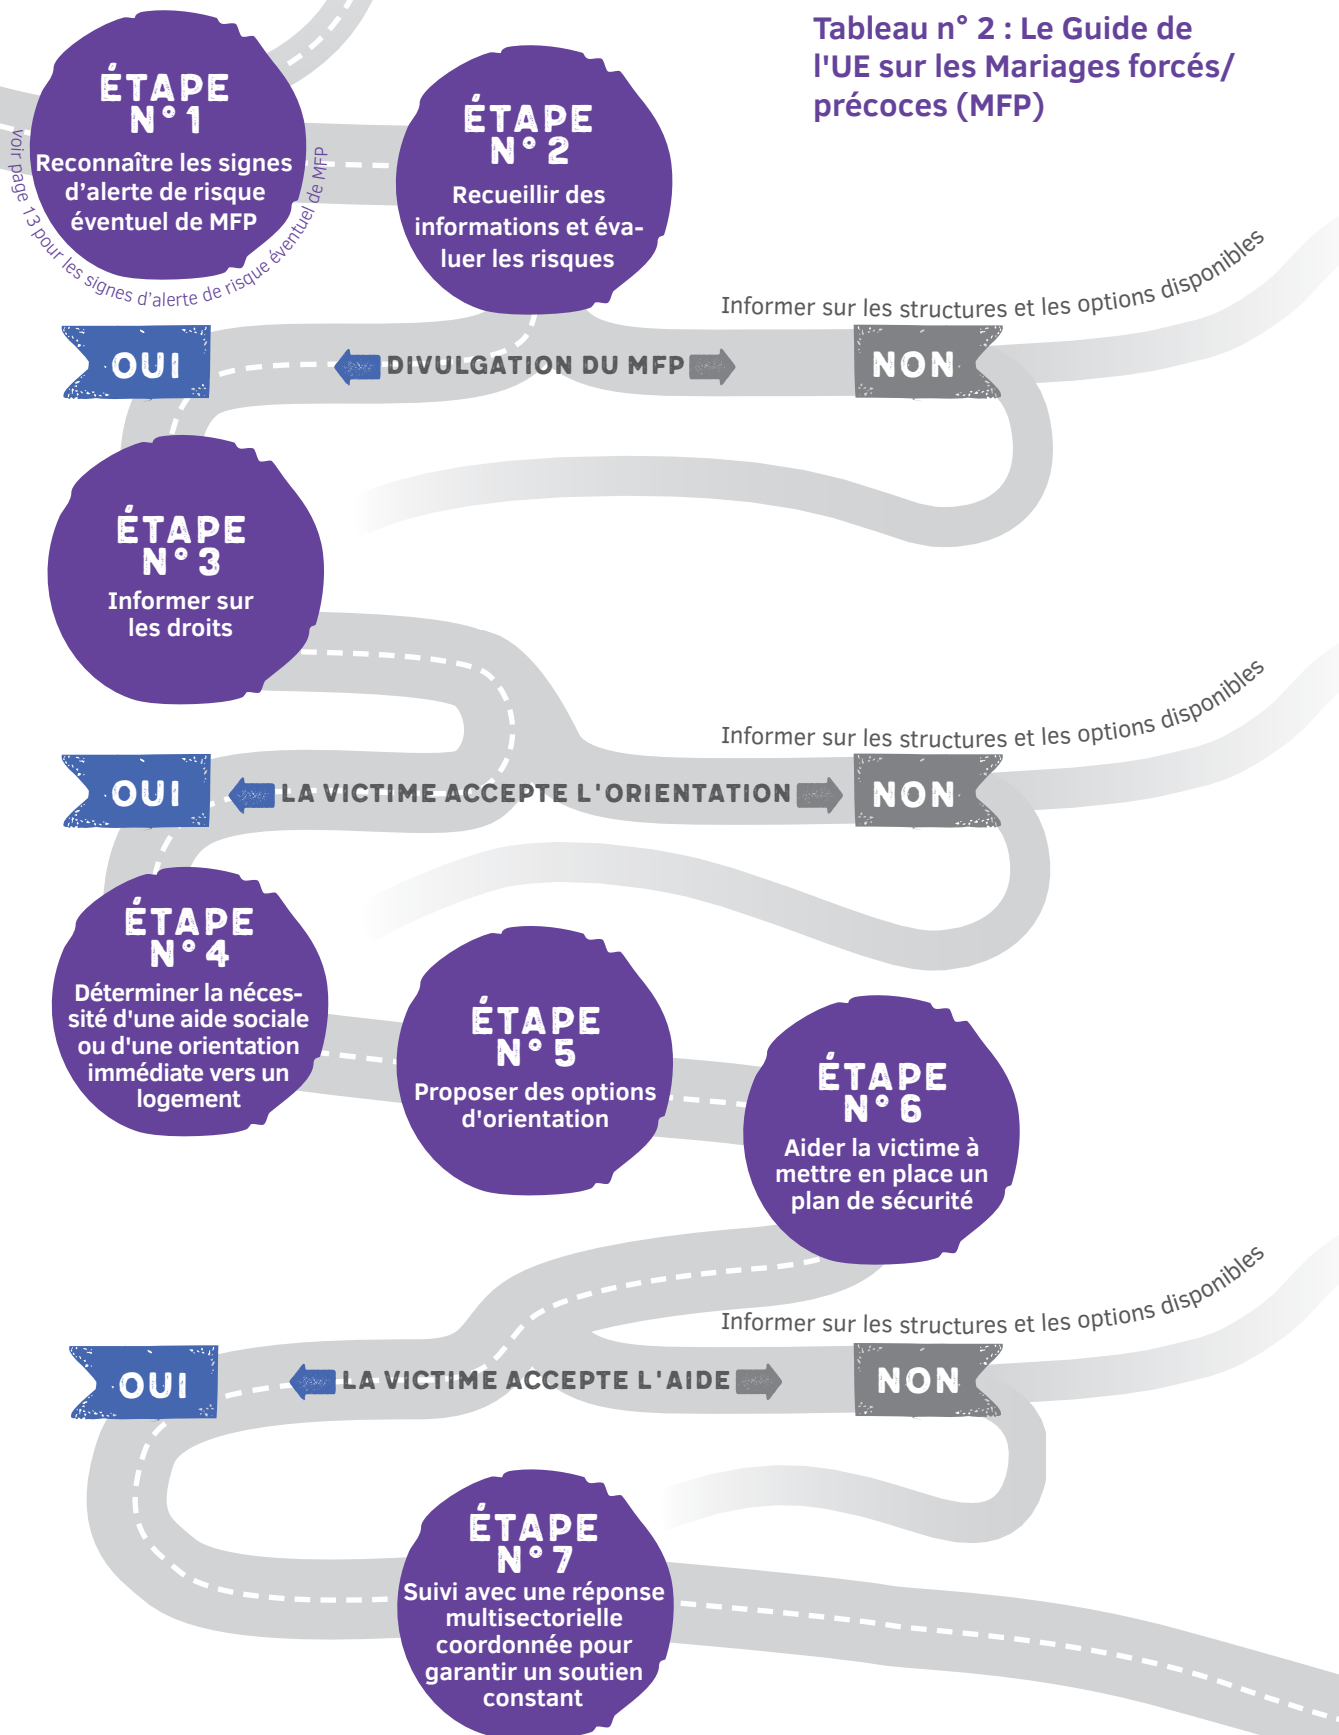 Tableau n° 2 : Le Guide de
l'UE sur les Mariages forcés/
précoces (MFP)
ÉTAPE
N° 1
Reconnaître les signes
d’alerte de risque
éventuel de MFP
voir page 13 pour les signes d’alerte de risque éventuel de MFP
ÉTAPE
N° 2
Recueillir des
informations et éva-
luer les risques
Informer sur les structures et les options disponibles
OUI
DIVULGATION DU MFP
NON
ÉTAPE
N° 3
Informer sur
les droits
Informer sur les structures et les options disponibles
OUI
LA VICTIME ACCEPTE L'ORIENTATION
NON
ÉTAPE
N° 4
Déterminer la néces-
sité d'une aide sociale
ou d'une orientation
immédiate vers un
logement
ÉTAPE
N° 5
Proposer des options
d'orientation
ÉTAPE
N° 6
Aider la victime à
mettre en place un
plan de sécurité
Informer sur les structures et les options disponibles
OUI
LA VICTIME ACCEPTE L'AIDE
NON
ÉTAPE
N° 7
Suivi avec une réponse
multisectorielle
coordonnée pour
garantir un soutien
constant